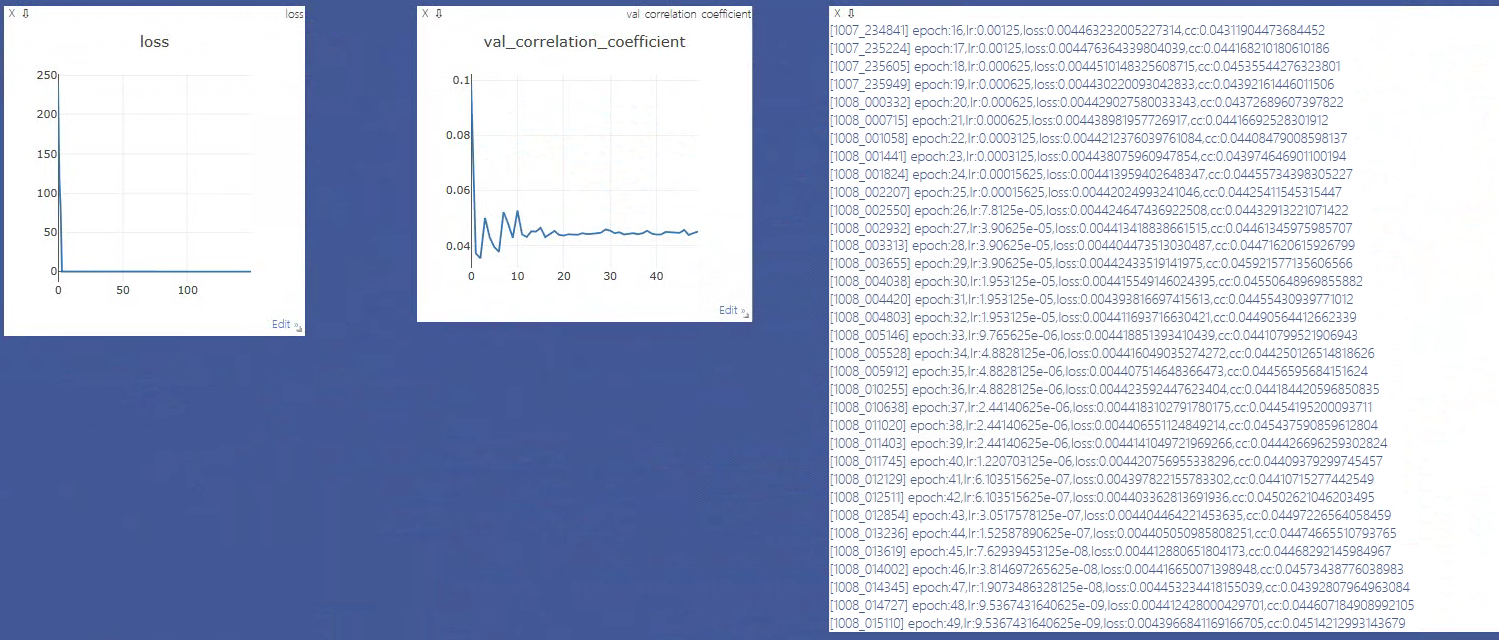 X loss
loss
250
200
150
100
50
0
0 50 100
Edit »
X val correlation coefficient
val_correlation_coefficient
0.1
0.08
0.06
0.04
0 10 20 30 40
Edit »
X
[1007_234841] epoch:16,lr:0.00125,loss:0.004463232005227314,cc:0.04311904473684452
[1007_235224] epoch:17,lr:0.00125,loss:0.004476364339804039,cc:0.044168210180610186
[1007_235605] epoch:18,lr:0.000625,loss:0.0044510148325608715,cc:0.04535544276323801
[1007_235949] epoch:19,lr:0.000625,loss:0.004430220093042833,cc:0.04392161446011506
[1008_000332] epoch:20,lr:0.000625,loss:0.004429027580033343,cc:0.04372689607397822
[1008_000715] epoch:21,lr:0.000625,loss:0.004438981957726917,cc:0.04416692528301912
[1008_001058] epoch:22,lr:0.0003125,loss:0.0044212376039761084,cc:0.04408479008598137
[1008_001441] epoch:23,lr:0.0003125,loss:0.004438075960947854,cc:0.043974646901100194
[1008_001824] epoch:24,lr:0.00015625,loss:0.004413959402648347,cc:0.04455734398305227
[1008_002207] epoch:25,lr:0.00015625,loss:0.00442024993241046,cc:0.04425411545315447
[1008_002550] epoch:26,lr:7.8125e-05,loss:0.004424647436922508,cc:0.04432913221071422
[1008_002932] epoch:27,lr:3.90625e-05,loss:0.004413418838661515,cc:0.04461345975985707
[1008_003313] epoch:28,lr:3.90625e-05,loss:0.004404473513030487,cc:0.04471620615926799
[1008_003655] epoch:29,lr:3.90625e-05,loss:0.00442433519141975,cc:0.045921577135606566
[1008_004038] epoch:30,lr:1.953125e-05,loss:0.004415549146024395,cc:0.04550648969855882
[1008_004420] epoch:31,lr:1.953125e-05,loss:0.004393816697415613,cc:0.04455430939771012
[1008_004803] epoch:32,lr:1.953125e-05,loss:0.004411693716630421,cc:0.04490564412662339
[1008_005146] epoch:33,lr:9.765625e-06,loss:0.004418851393410439,cc:0.04410799521906943
[1008_005528] epoch:34,lr:4.8828125e-06,loss:0.004416049035274272,cc:0.044250126514818626
[1008_005912] epoch:35,lr:4.8828125e-06,loss:0.004407514648366473,cc:0.04456595684151624
[1008_010255] epoch:36,lr:4.8828125e-06,loss:0.004423592447623404,cc:0.044184420596850835
[1008_010638] epoch:37,lr:2.44140625e-06,loss:0.0044183102791780175,cc:0.04454195200093711
[1008_011020] epoch:38,lr:2.44140625e-06,loss:0.004406551124849214,cc:0.045437590859612804
[1008_011403] epoch:39,lr:2.44140625e-06,loss:0.0044141049721969266,cc:0.044426696259302824
[1008_011745] epoch:40,lr:1.220703125e-06,loss:0.004420756955338296,cc:0.04409379299745457
[1008_012129] epoch:41,lr:6.103515625e-07,loss:0.004397822155783302,cc:0.04410715277442549
[1008_012511] epoch:42,lr:6.103515625e-07,loss:0.004403362813691936,cc:0.04502621046203495
[1008_012854] epoch:43,lr:3.0517578125e-07,loss:0.004404464221453635,cc:0.04497226564058459
[1008_013236] epoch:44,lr:1.52587890625e-07,loss:0.004405050985808251,cc:0.04474665510793765
[1008_013619] epoch:45,lr:7.62939453125e-08,loss:0.004412880651804173,cc:0.04468292145984967
[1008_014002] epoch:46,lr:3.814697265625e-08,loss:0.004416650071398948,cc:0.04573438776038983
[1008_014345] epoch:47,lr:1.9073486328125e-08,loss:0.004453234418155039,cc:0.04392807964963084
[1008_014727] epoch:48,lr:9.5367431640625e-09,loss:0.004412428000429701,cc:0.044607184908992105
[1008_015110] epoch:49,lr:9.5367431640625e-09,loss:0.0043966841169166705,cc:0.04514212993143679